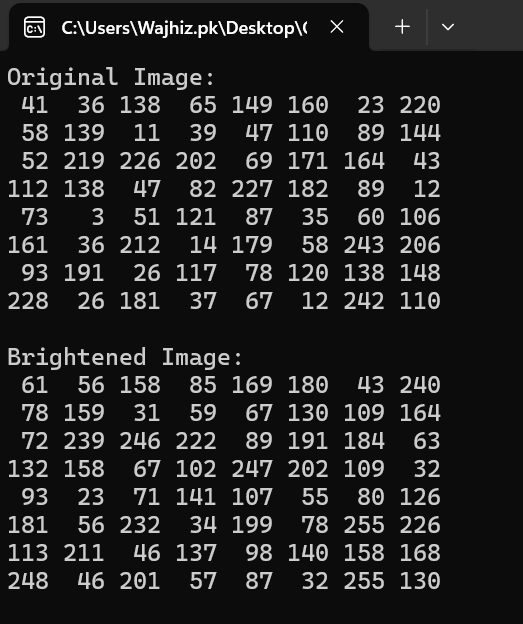 C:\Users\Wajhiz.pk\Desktop\
Original Image:
 41  36 138  65 149 160  23 220
 58 139  11  39  47 110  89 144
 52 219 226 202  69 171 164  43
112 138  47  82 227 182  89  12
 73   3  51 121  87  35  60 106
161  36 212  14 179  58 243 206
 93 191  26 117  78 120 138 148
228  26 181  37  67  12 242 110
Brightened Image:
 61  56 158  85 169 180  43 240
 78 159  31  59  67 130 109 164
 72 239 246 222  89 191 184  63
132 158  67 102 247 202 109  32
 93  23  71 141 107  55  80 126
181  56 232  34 199  78 255 226
113 211  46 137  98 140 158 168
248  46 201  57  87  32 255 130